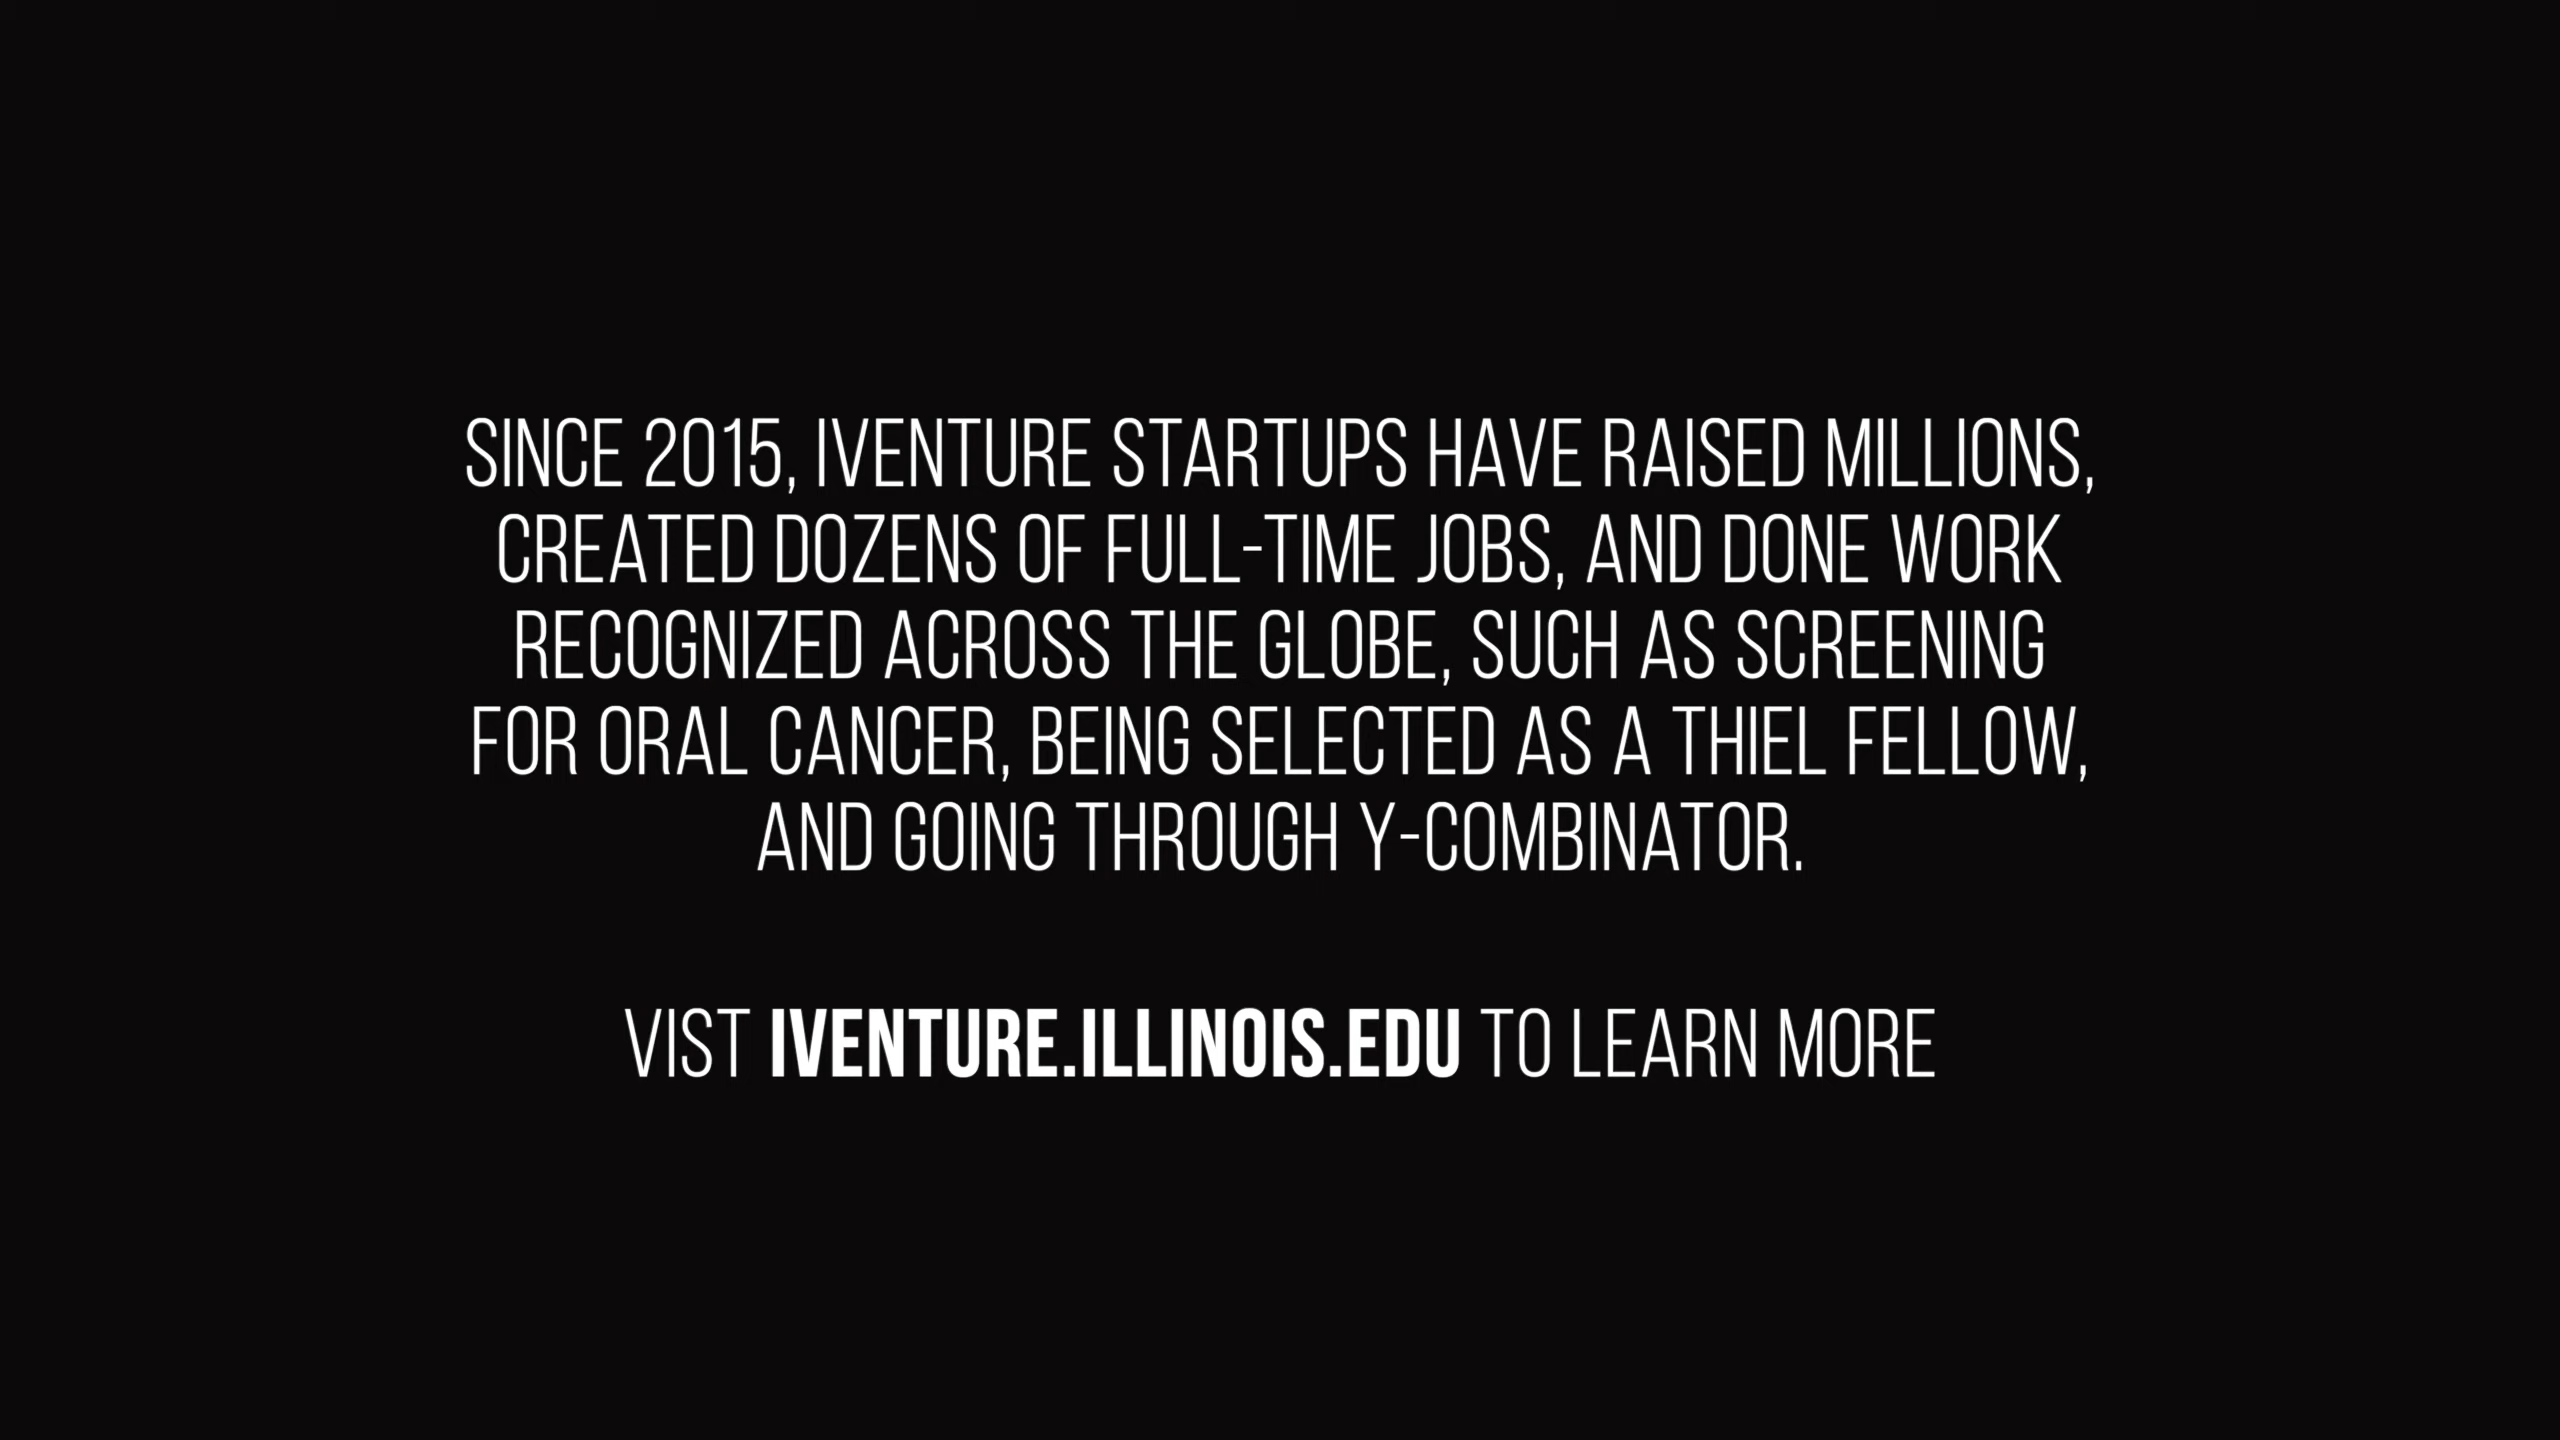 SINCE 2015, IVENTURE STARTUPS HAVE RAISED MILLIONS,
CREATED DOZENS OF FULL-TIME JOBS, AND DONE WORK
RECOGNIZED ACROSS THE GLOBE, SUCH AS SCREENING
FOR ORAL CANCER, BEING SELECTED AS A THIEL FELLOW,
AND GOING THROUGH Y-COMBINATOR.
VIST IVENTURE.ILLINOIS.EDU TO LEARN MORE